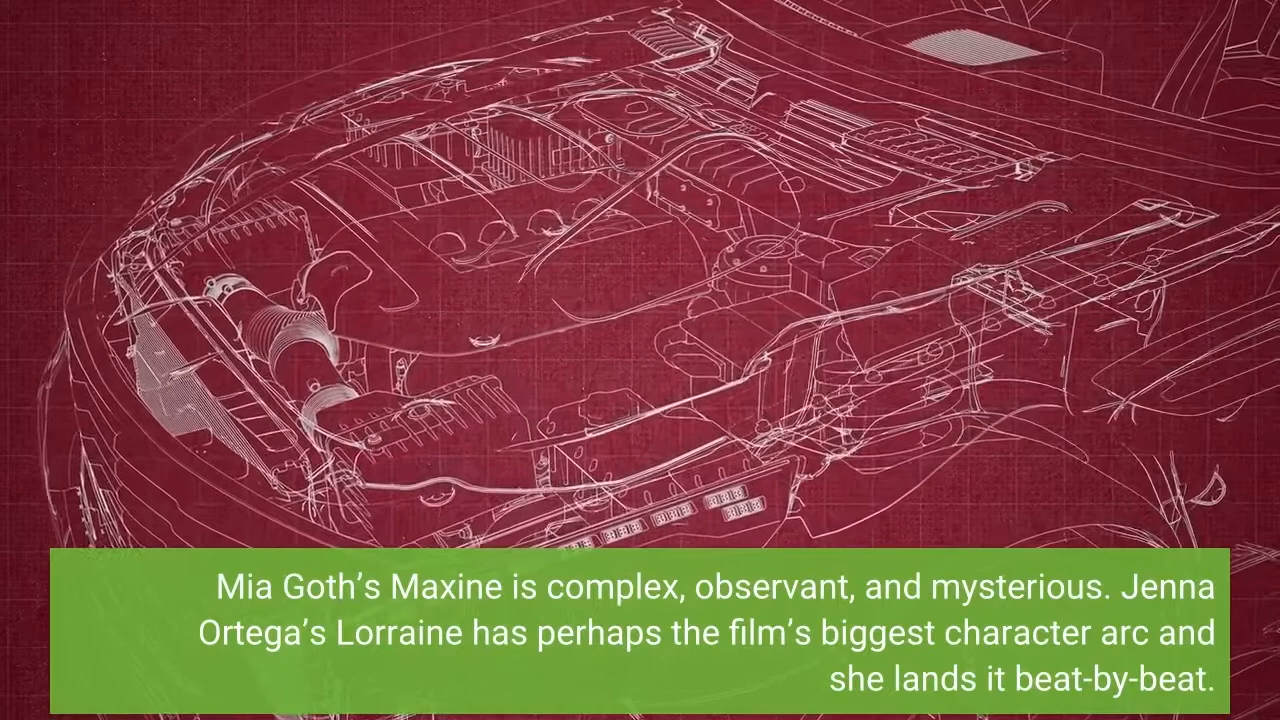 Mia Goth’s Maxine is complex, observant, and mysterious. Jenna
Ortega’s Lorraine has perhaps the film’s biggest character arc and
she lands it beat-by-beat.